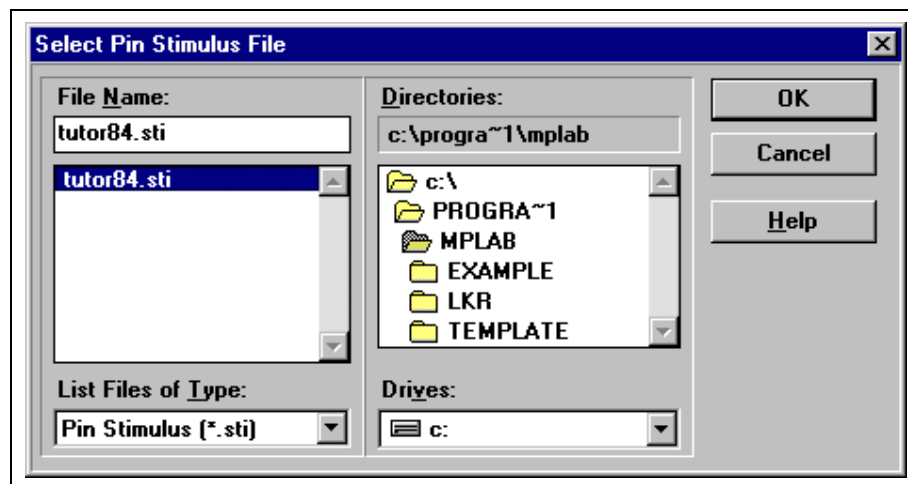 Select Pin Stimulus File
File Name:
tutor84.sti
tutor84.sti
List Files of Type:
Pin Stimulus (*.sti)
Directories:
c:\progra~1\mplab
c:\
PROGRA~1
MPLAB
EXAMPLE
LKR
TEMPLATE
Drives:
c:
OK
Cancel
Help